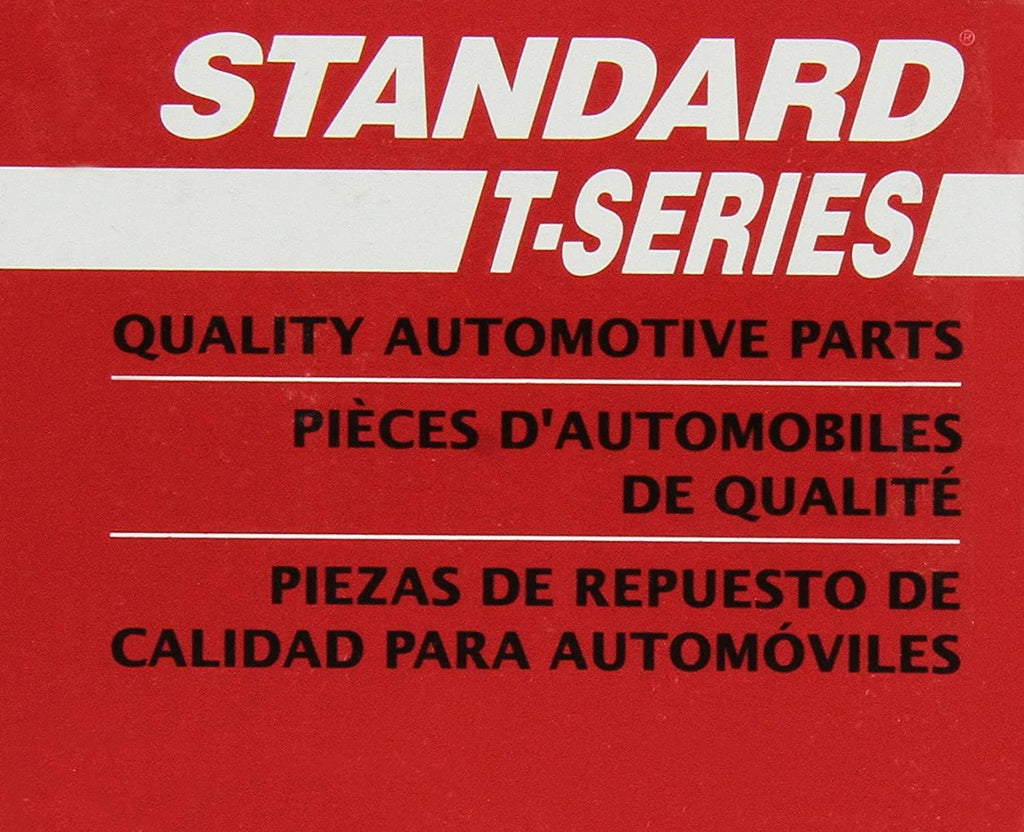 STANDARD®
T-SERIES
QUALITY AUTOMOTIVE PARTS
PIÈCES D'AUTOMOBILES
DE QUALITÉ
PIEZAS DE REPUESTO DE
CALIDAD PARA AUTOMÓVILES